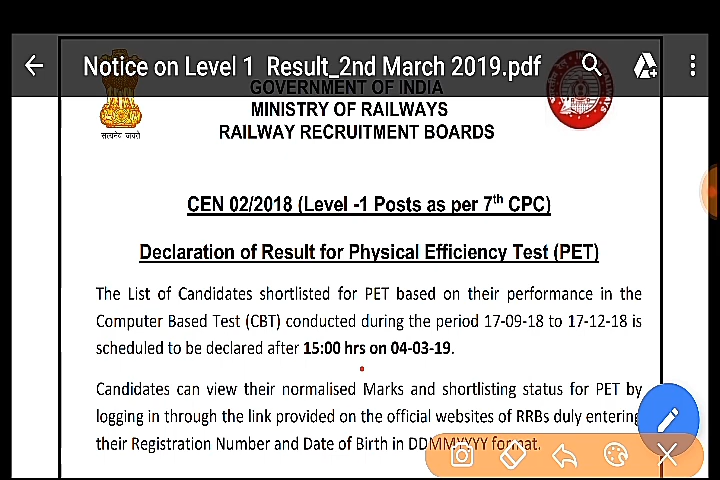 Notice on Level 1 Result_2nd March 2019.pdf
GOVERNMENT OF INDIA
MINISTRY OF RAILWAYS
RAILWAY RECRUITMENT BOARDS
सत्यमेव जयते
CEN 02/2018 (Level -1 Posts as per 7th CPC)
Declaration of Result for Physical Efficiency Test (PET)
The List of Candidates shortlisted for PET based on their performance in the
Computer Based Test (CBT) conducted during the period 17-09-18 to 17-12-18 is
scheduled to be declared after 15:00 hrs on 04-03-19.
Candidates can view their normalised Marks and shortlisting status for PET by
logging in through the link provided on the official websites of RRBs duly entering
their Registration Number and Date of Birth in DDMMYYYY format.